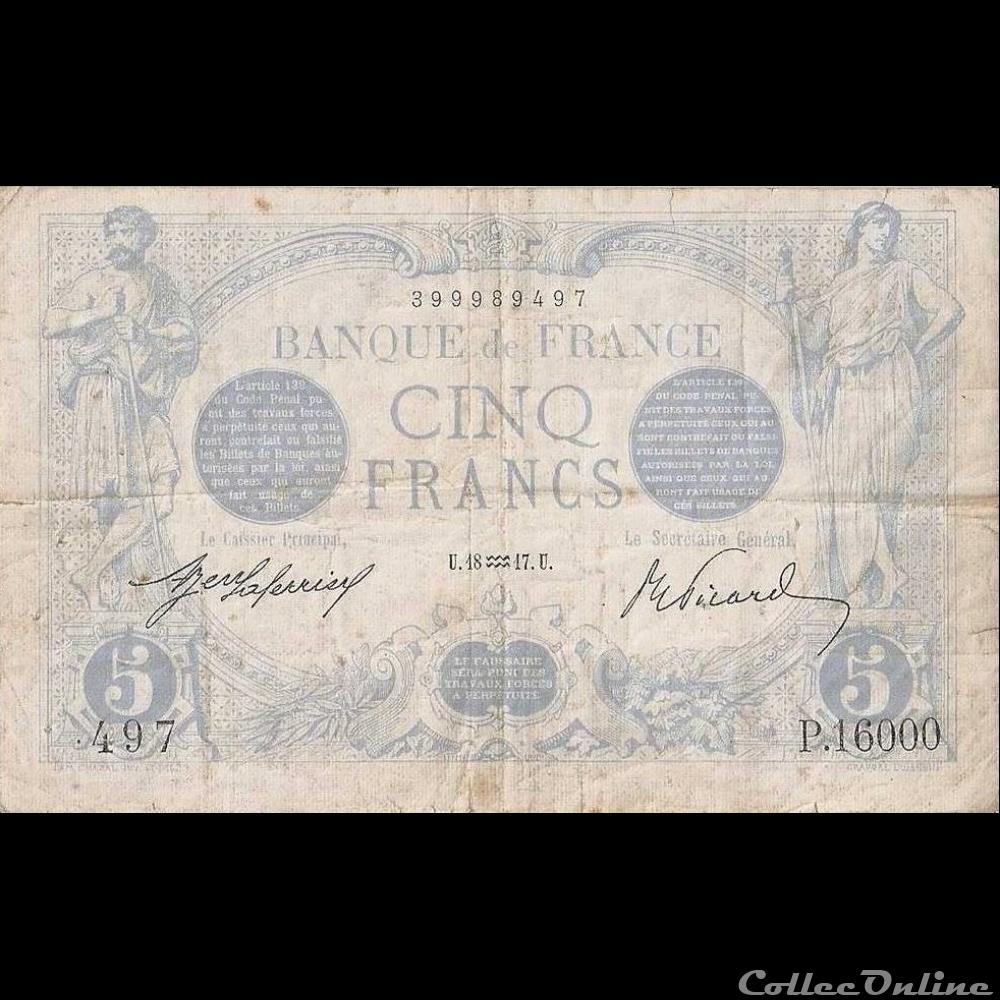 399989497
BANQUE de FRANCE
CINQ
FRANCS
L'article 139
du Code Pénal pu-
nit des travaux forcés
à perpétuité ceux qui au-
ront contrefait ou falsifié
les Billets de Banques au-
torisées par la loi, ainsi
que ceux qui auront
fait usage de
ces Billets.
L'ARTICLE 139
DU CODE PÉNAL PU-
NIT DES TRAVAUX FORCÉS
A PERPÉTUITÉ CEUX QUI AU-
RONT CONTREFAIT OU FALSI-
FIÉ LES BILLETS DE BANQUES
AUTORISÉES PAR LA LOI,
AINSI QUE CEUX QUI AU-
RONT FAIT USAGE DE
CES BILLETS.
Le Caissier Principal,
Le Secrétaire Général,
U.18 ♒ 17.U.
Picard
LE FAUSSAIRE
SERA PUNI DES
TRAVAUX FORCÉS
A PERPÉTUITÉ
5
5
.497
P.16000
ColleeOnline